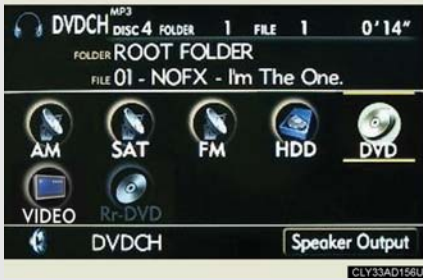 MP3
DVDCH DISC 4 FOLDER 1 FILE 1 0'14"
FOLDER ROOT FOLDER
FILE 01 - NOFX - I'm The One.
AM SAT FM HDD DVD
VIDEO Rr-DVD
DVDCH Speaker Output
CLY33AD156U